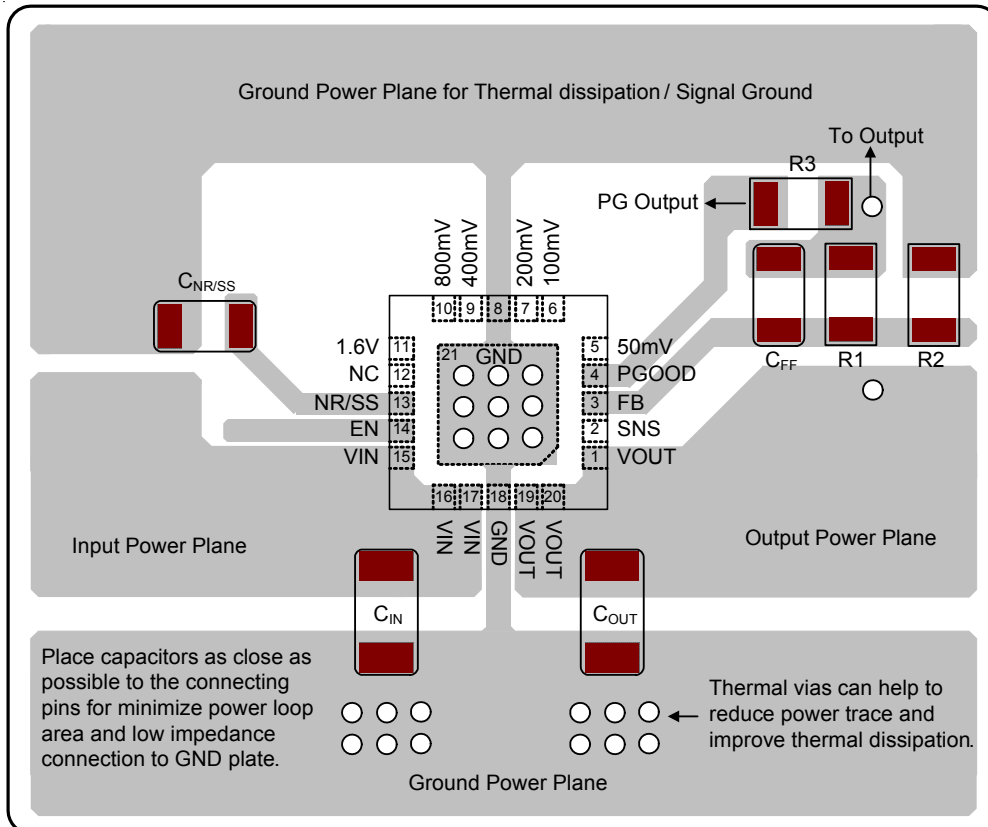 Ground Power Plane for Thermal dissipation / Signal Ground
To Output
R3
PG Output
800mV
400mV
200mV
100mV
CNR/SS
10 9 8 7 6
1.6V 11
NC 12
NR/SS 13
EN 14
VIN 15
21 GND
5 50mV
4 PGOOD
3 FB
2 SNS
1 VOUT
CFF
R1
R2
16 17 18 19 20
VIN
VIN
GND
VOUT
VOUT
Input Power Plane
Output Power Plane
CIN
COUT
Place capacitors as close as
possible to the connecting
pins for minimize power loop
area and low impedance
connection to GND plate.
Thermal vias can help to
reduce power trace and
improve thermal dissipation.
Ground Power Plane